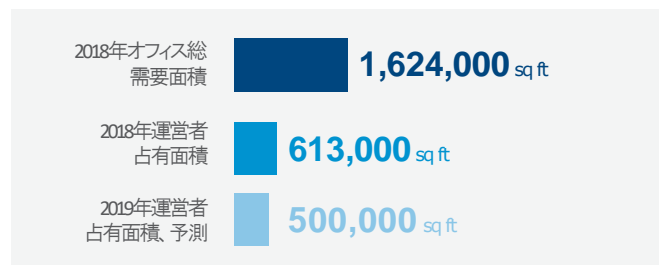 2018年オフィス総
需要面積
1,624,000 sq ft
2018年運営者
占有面積
613,000 sq ft
2019年運営者
占有面積、予測
500,000 sq ft